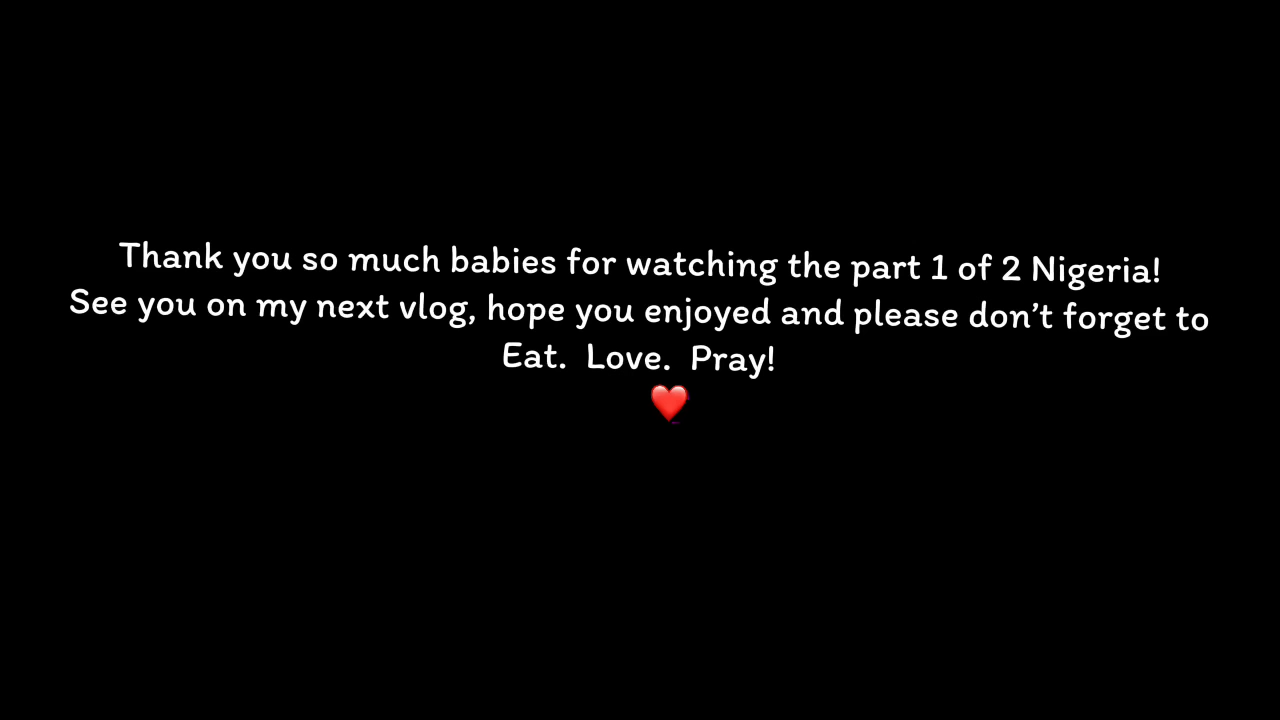 Thank you so much babies for watching the part 1 of 2 Nigeria!
See you on my next vlog, hope you enjoyed and please don’t forget to
Eat.  Love.  Pray!
❤️